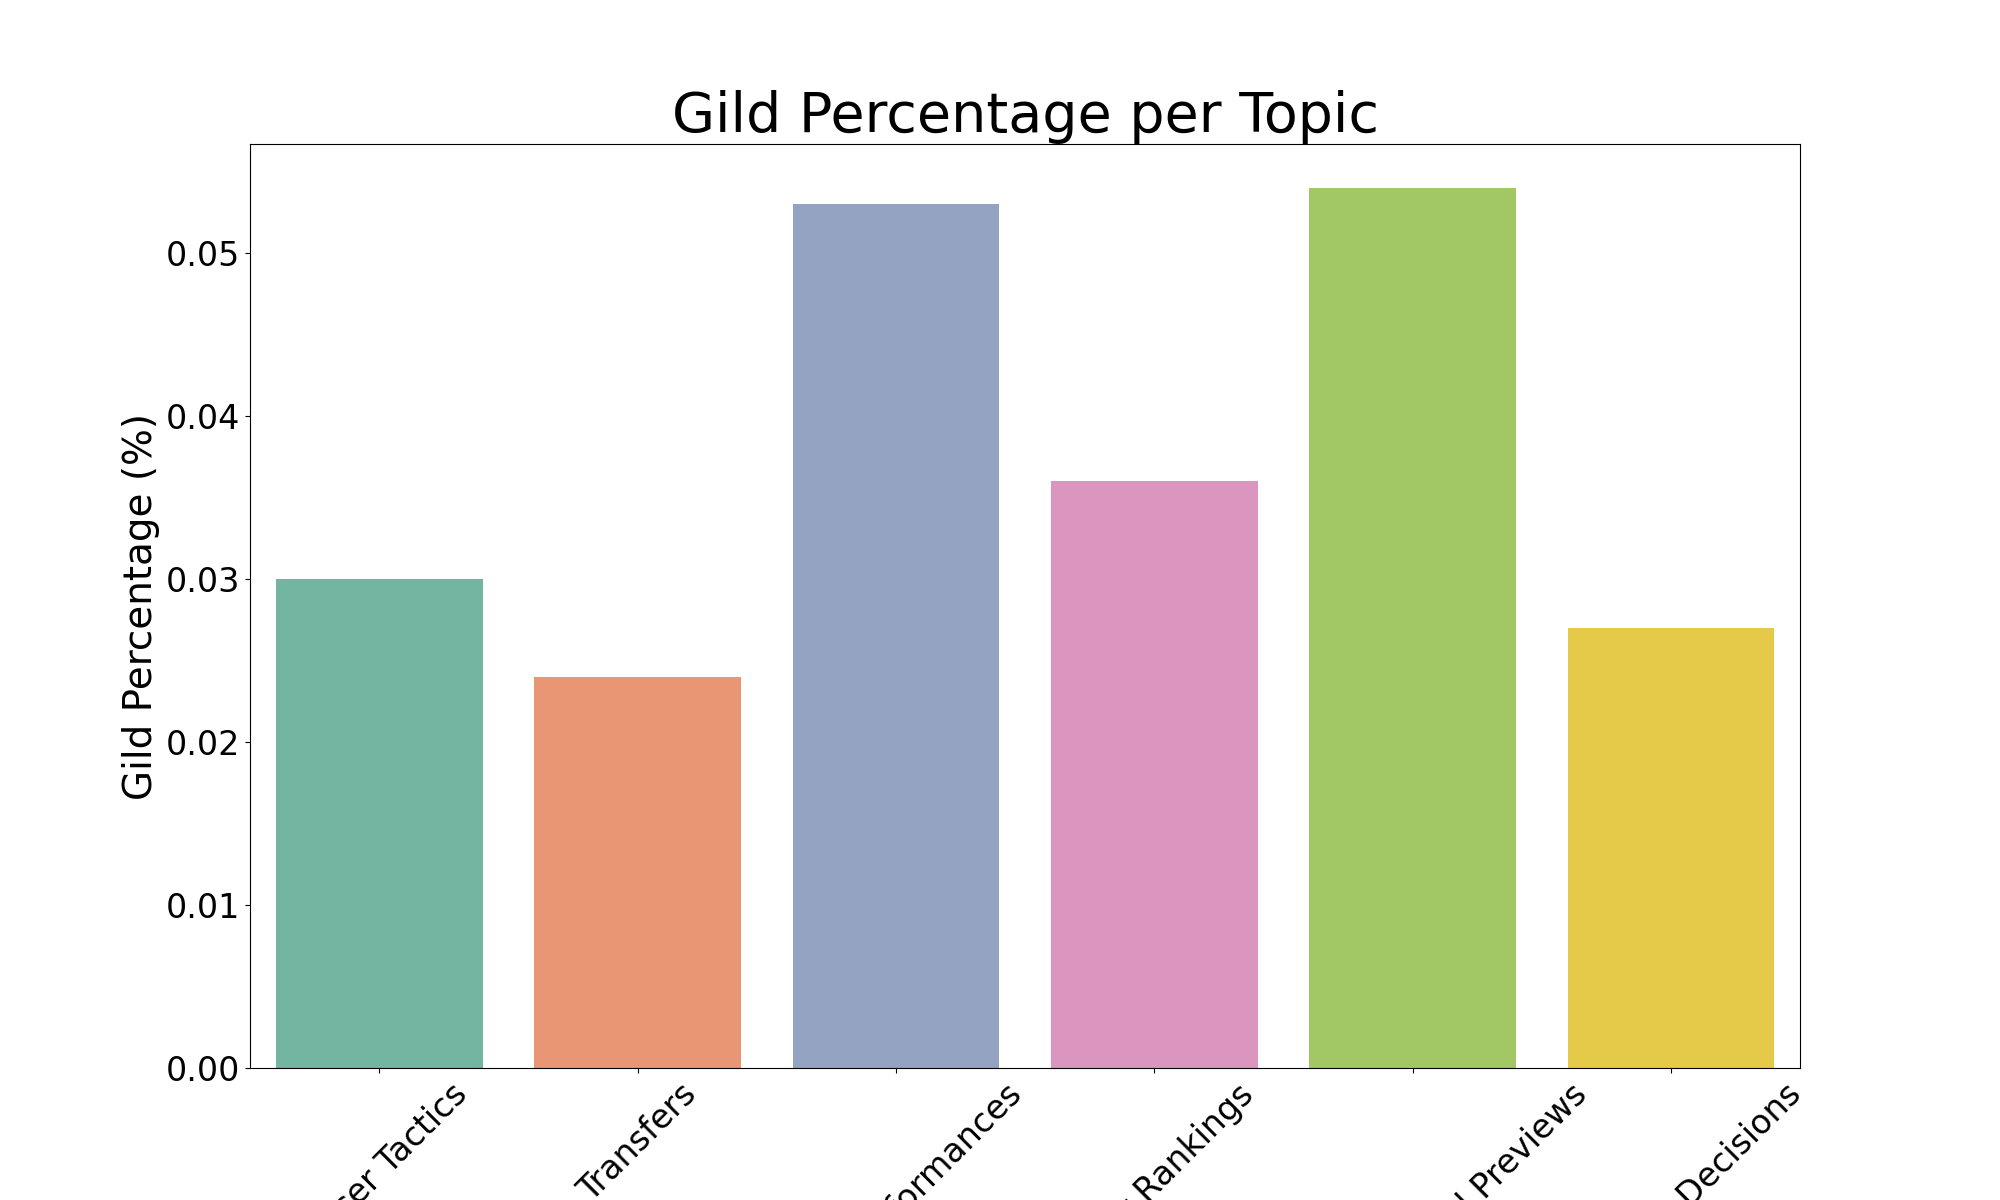 Gild Percentage per Topic
Gild Percentage (%)
0.05
0.04
0.03
0.02
0.01
0.00
Tactics
Transfers
Rankings
Previews
Decisions